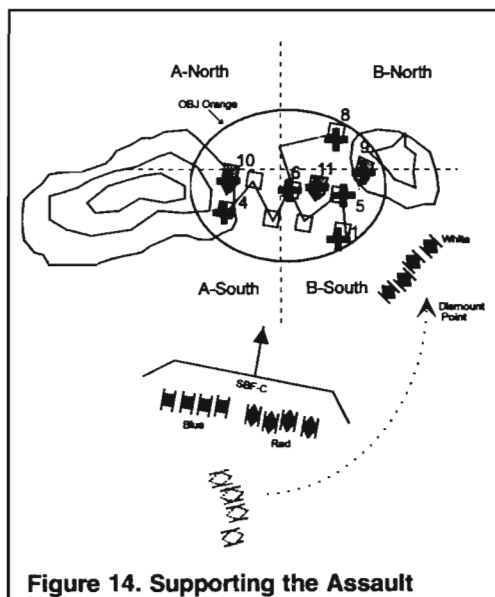 A-North
B-North
OBJ Orange
8
10
9
6
11
4
5
1
White
A-South
B-South
Dismount
Point
SBF-C
Blue
Red
Figure 14. Supporting the Assault